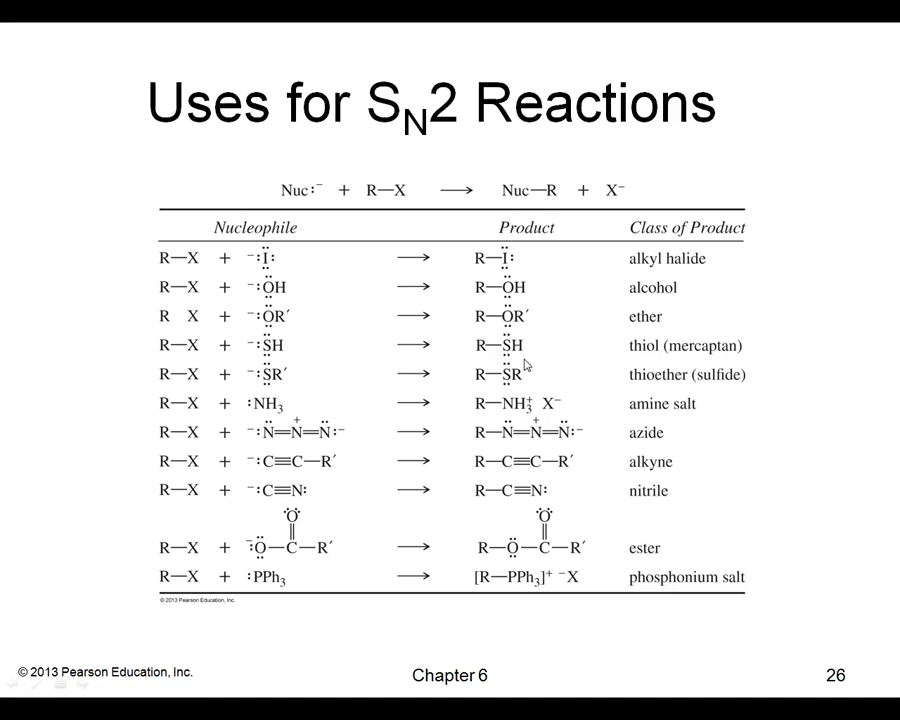 Uses for SN2 Reactions
Nuc:⁻ + R—X ⟶ Nuc—R + X⁻
Nucleophile Product Class of Product
R—X + ⁻:I: ⟶ R—I: alkyl halide
R—X + ⁻:OH ⟶ R—OH alcohol
R X + ⁻:OR′ ⟶ R—OR′ ether
R—X + ⁻:SH ⟶ R—SH thiol (mercaptan)
R—X + ⁻:SR′ ⟶ R—SR′ thioether (sulfide)
R—X + :NH₃ ⟶ R—NH₃⁺ X⁻ amine salt
R—X + ⁻:N=N⁺=N:⁻ ⟶ R—N=N⁺=N:⁻ azide
R—X + ⁻:C≡C—R′ ⟶ R—C≡C—R′ alkyne
R—X + ⁻:C≡N: ⟶ R—C≡N: nitrile
O O
R—X + ⁻:O—C—R′ ⟶ R—O—C—R′ ester
R—X + :PPh₃ ⟶ [R—PPh₃]⁺ ⁻X phosphonium salt
© 2013 Pearson Education, Inc.
© 2013 Pearson Education, Inc. Chapter 6 26